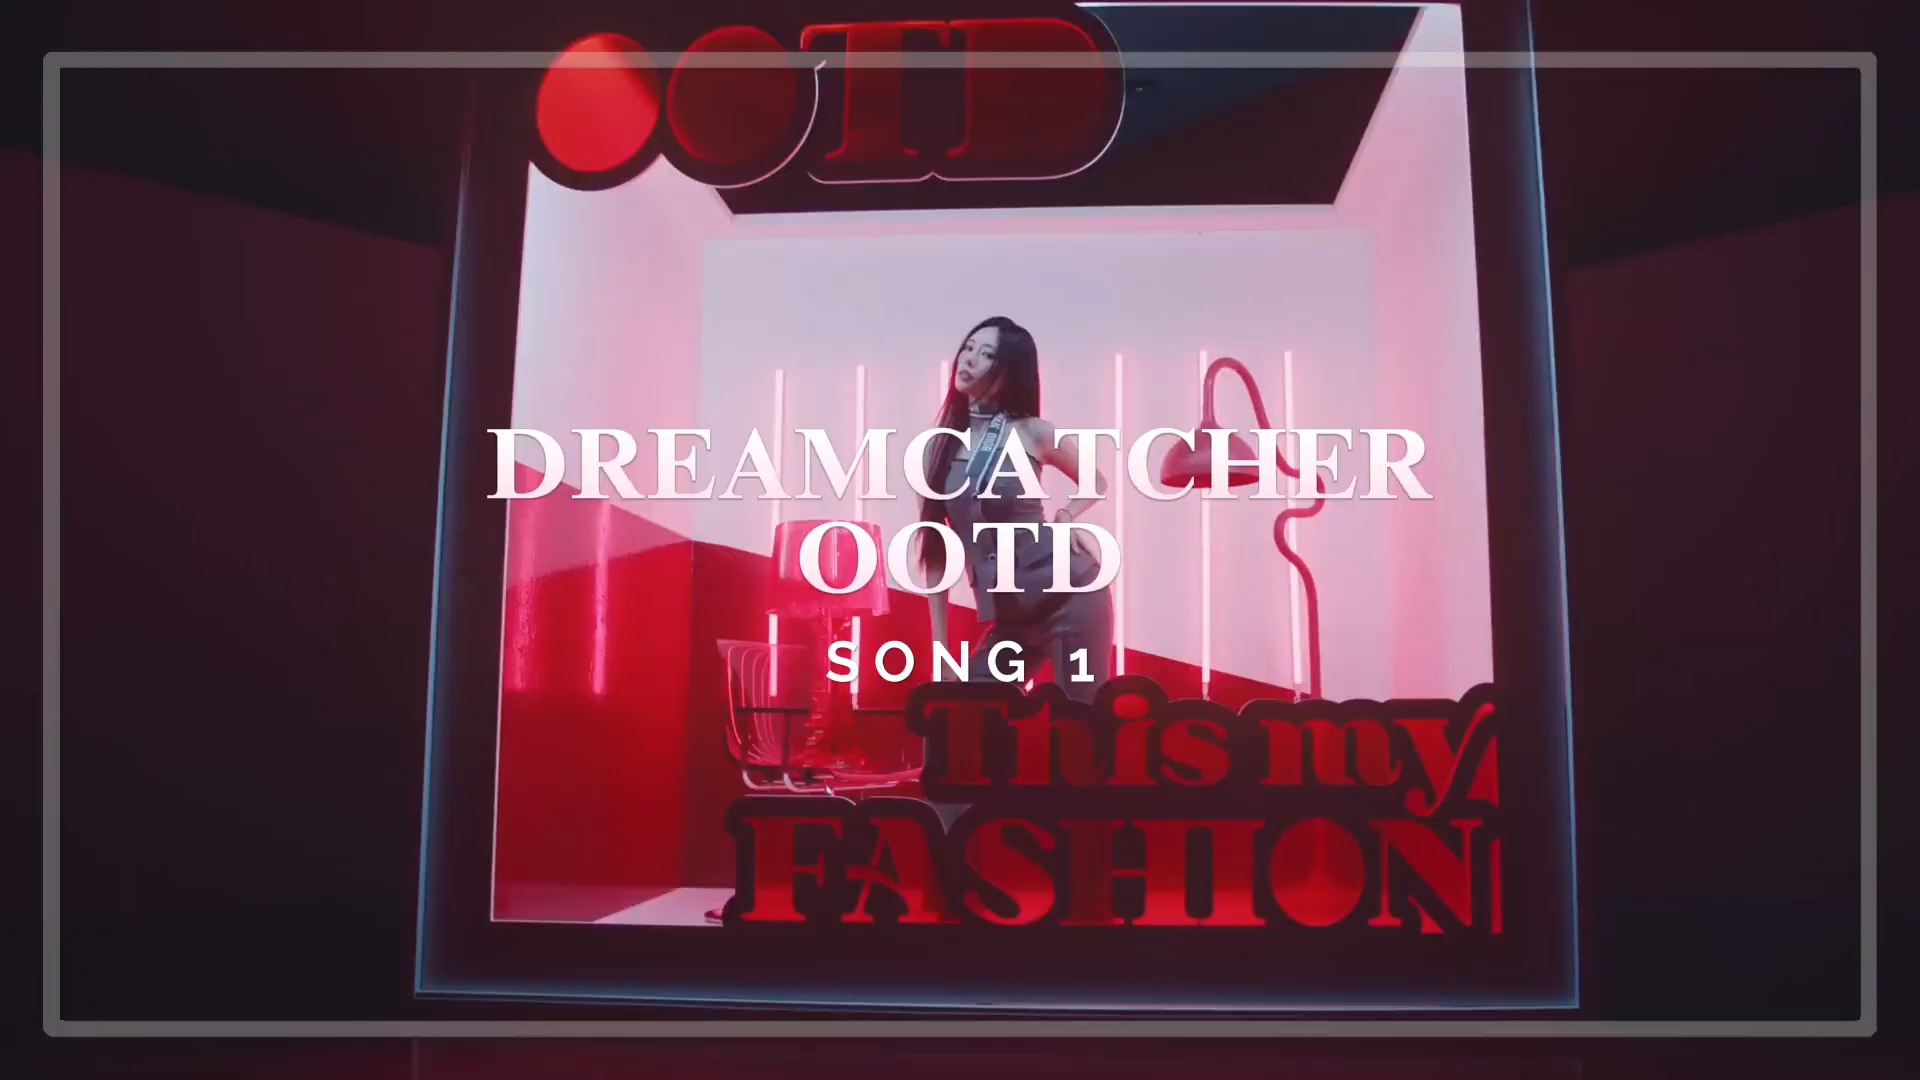 OOTD
DREAMCATCHER
OOTD
SONG 1
This my
FASHION